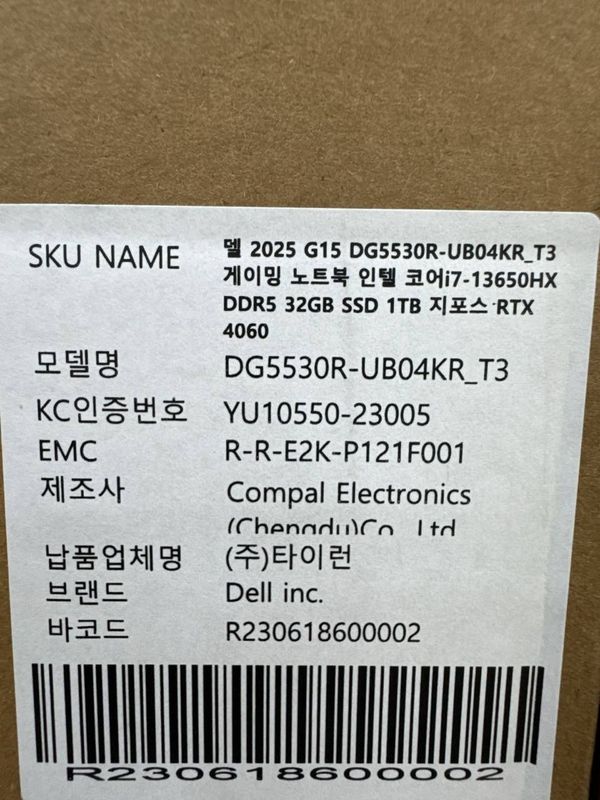 SKU NAME 델 2025 G15 DG5530R-UB04KR_T3
게이밍 노트북 인텔 코어i7-13650HX
DDR5 32GB SSD 1TB 지포스 RTX
4060
모델명 DG5530R-UB04KR_T3
KC인증번호 YU10550-23005
EMC R-R-E2K-P121F001
제조사 Compal Electronics
(Chengdu)Co., Ltd
납품업체명 (주)타이런
브랜드 Dell inc.
바코드 R230618600002
R230618600002